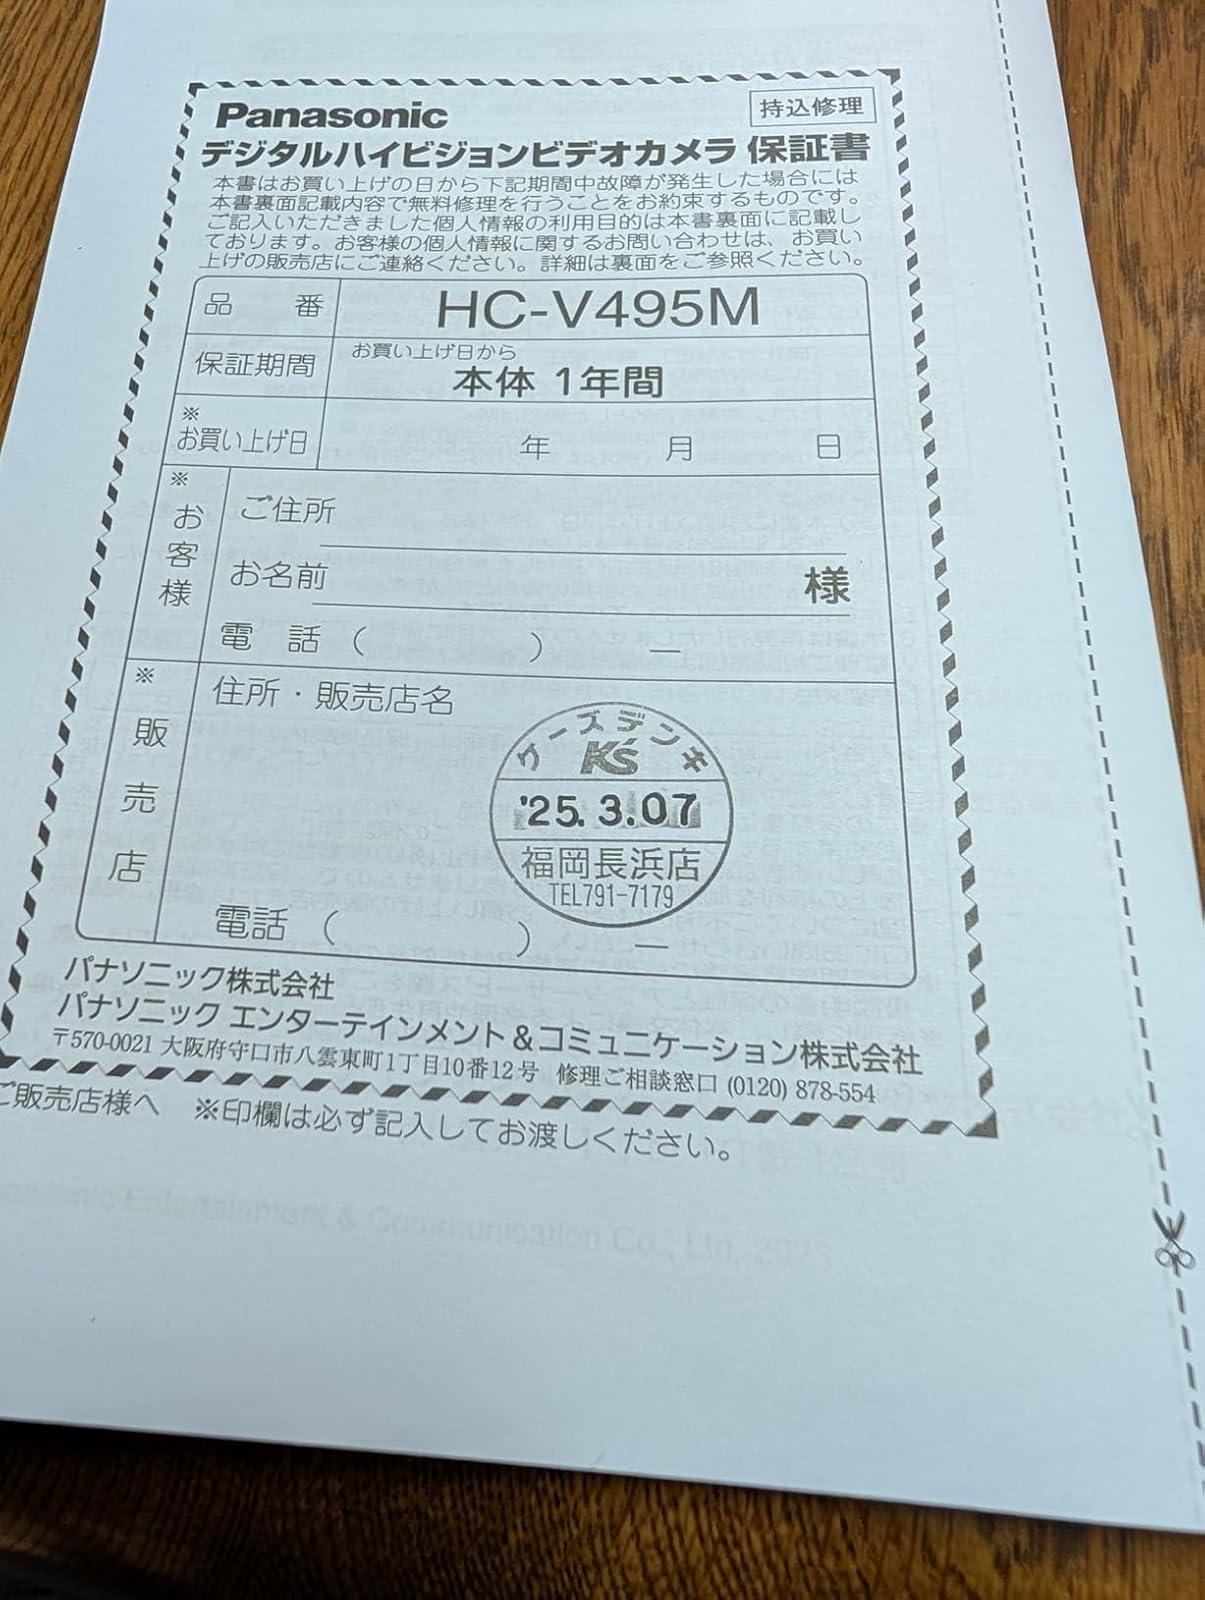 Panasonic
持込修理
デジタルハイビジョンビデオカメラ 保証書
本書はお買い上げの日から下記期間中故障が発生した場合には
本書裏面記載内容で無料修理を行うことをお約束するものです。
ご記入いただきました個人情報の利用目的は本書裏面に記載し
ております。お客様の個人情報に関するお問い合わせは、お買い
上げの販売店にご連絡ください。詳細は裏面をご参照ください。
品番 HC-V495M
保証期間 お買い上げ日から
本体 1年間
※
お買い上げ日 年 月 日
※
お客様
ご住所
お名前 様
電話 ( ) ―
※
販売店
住所・販売店名
ケーズデンキ
K's
'25.3.07
福岡長浜店
TEL791-7179
電話 ( ) ―
パナソニック株式会社
パナソニック エンターテインメント＆コミュニケーション株式会社
〒570-0021 大阪府守口市八雲東町1丁目10番12号 修理ご相談窓口 (0120) 878-554
ご販売店様へ ※印欄は必ず記入してお渡しください。